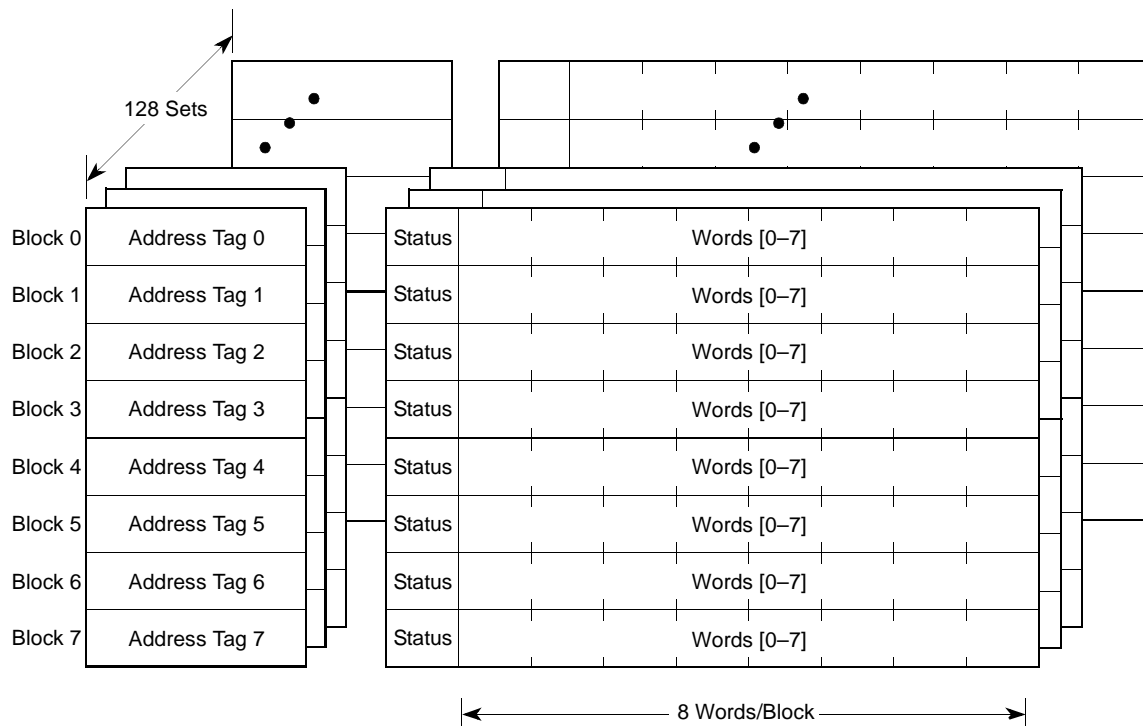 128 Sets
Block 0 Address Tag 0 Status Words [0–7]
Block 1 Address Tag 1 Status Words [0–7]
Block 2 Address Tag 2 Status Words [0–7]
Block 3 Address Tag 3 Status Words [0–7]
Block 4 Address Tag 4 Status Words [0–7]
Block 5 Address Tag 5 Status Words [0–7]
Block 6 Address Tag 6 Status Words [0–7]
Block 7 Address Tag 7 Status Words [0–7]
8 Words/Block